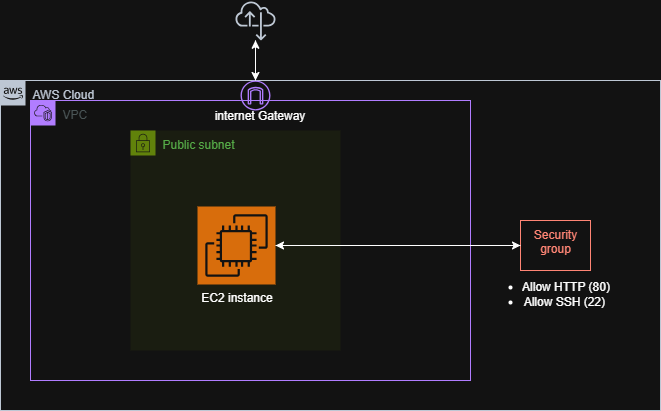 aws
AWS Cloud
VPC
internet Gateway
Public subnet
EC2 instance
Security
group
• Allow HTTP (80)
• Allow SSH (22)